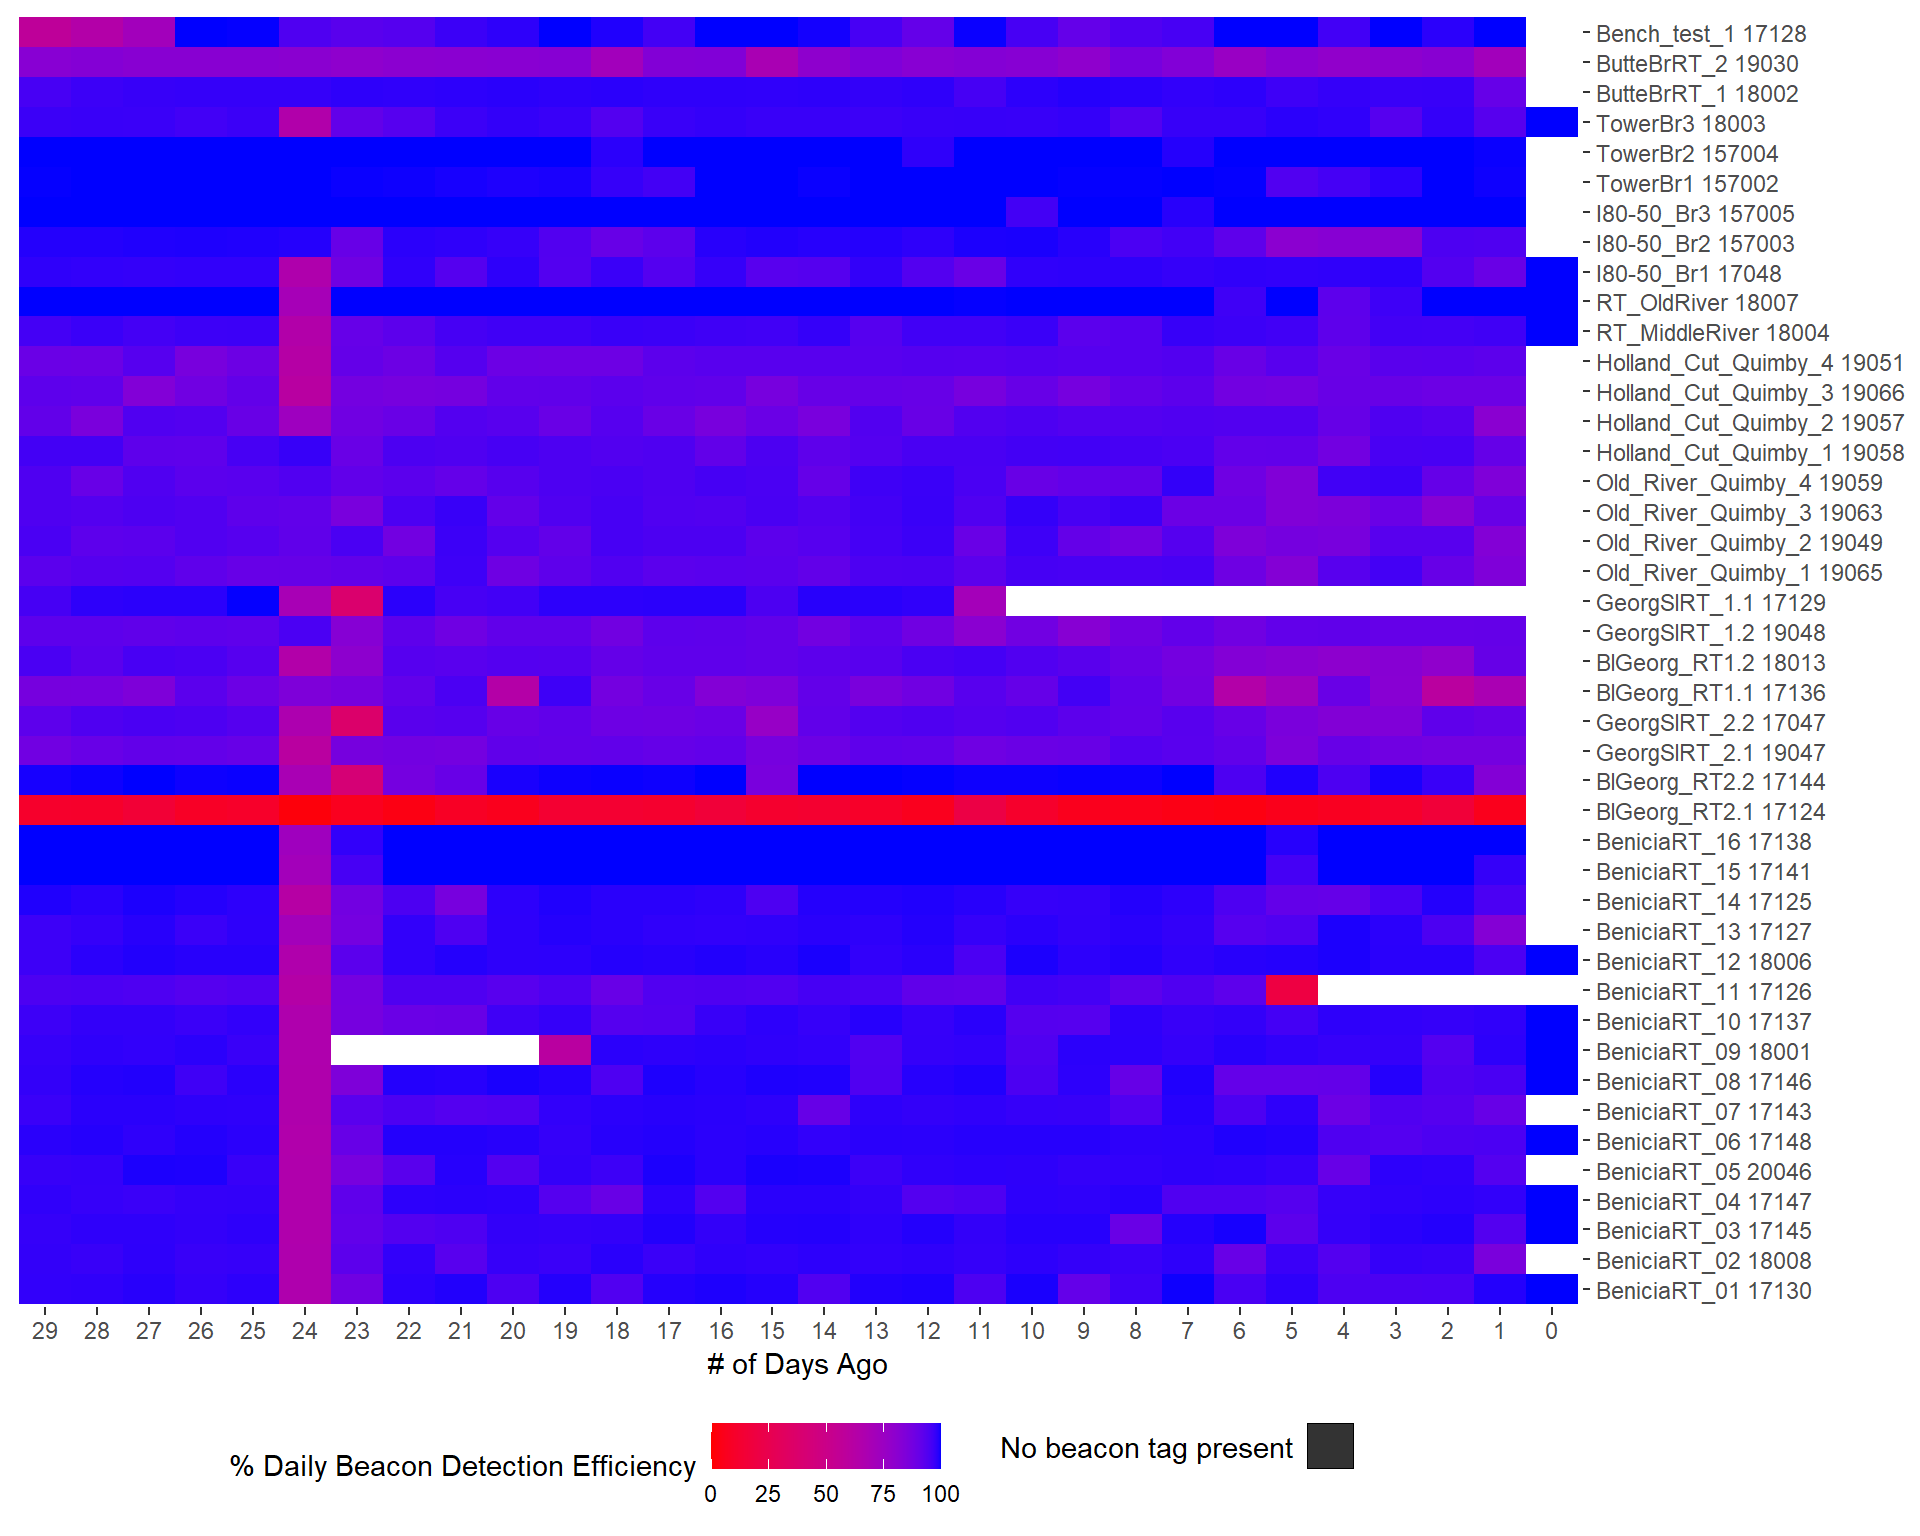 Bench_test_1 17128
ButteBrRT_2 19030
ButteBrRT_1 18002
TowerBr3 18003
TowerBr2 157004
TowerBr1 157002
I80-50_Br3 157005
I80-50_Br2 157003
I80-50_Br1 17048
RT_OldRiver 18007
RT_MiddleRiver 18004
Holland_Cut_Quimby_4 19051
Holland_Cut_Quimby_3 19066
Holland_Cut_Quimby_2 19057
Holland_Cut_Quimby_1 19058
Old_River_Quimby_4 19059
Old_River_Quimby_3 19063
Old_River_Quimby_2 19049
Old_River_Quimby_1 19065
GeorgSlRT_1.1 17129
GeorgSlRT_1.2 19048
BlGeorg_RT1.2 18013
BlGeorg_RT1.1 17136
GeorgSlRT_2.2 17047
GeorgSlRT_2.1 19047
BlGeorg_RT2.2 17144
BlGeorg_RT2.1 17124
BeniciaRT_16 17138
BeniciaRT_15 17141
BeniciaRT_14 17125
BeniciaRT_13 17127
BeniciaRT_12 18006
BeniciaRT_11 17126
BeniciaRT_10 17137
BeniciaRT_09 18001
BeniciaRT_08 17146
BeniciaRT_07 17143
BeniciaRT_06 17148
BeniciaRT_05 20046
BeniciaRT_04 17147
BeniciaRT_03 17145
BeniciaRT_02 18008
BeniciaRT_01 17130
29 28 27 26 25 24 23 22 21 20 19 18 17 16 15 14 13 12 11 10 9 8 7 6 5 4 3 2 1 0
# of Days Ago
% Daily Beacon Detection Efficiency
0 25 50 75 100
No beacon tag present